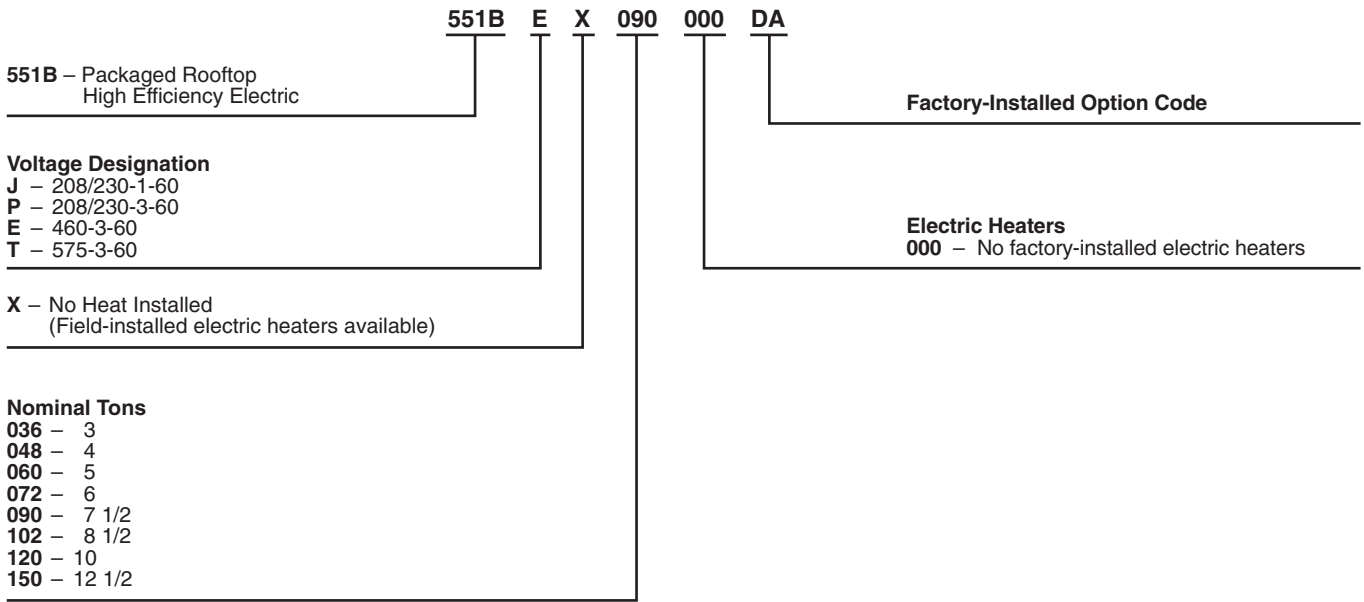 551B E X 090 000 DA
551B – Packaged Rooftop
High Efficiency Electric
Factory-Installed Option Code
Voltage Designation
J – 208/230-1-60
P – 208/230-3-60
E – 460-3-60
T – 575-3-60
Electric Heaters
000 – No factory-installed electric heaters
X – No Heat Installed
(Field-installed electric heaters available)
Nominal Tons
036 – 3
048 – 4
060 – 5
072 – 6
090 – 7 1/2
102 – 8 1/2
120 – 10
150 – 12 1/2